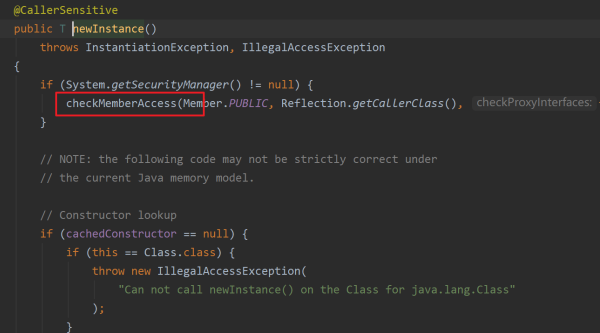 @CallerSensitive
public T newInstance()
throws InstantiationException, IllegalAccessException
{
if (System.getSecurityManager() != null) {
checkMemberAccess(Member.PUBLIC, Reflection.getCallerClass(), checkProxyInterfaces:
}
// NOTE: the following code may not be strictly correct under
// the current Java memory model.
// Constructor lookup
if (cachedConstructor == null) {
if (this == Class.class) {
throw new IllegalAccessException(
"Can not call newInstance() on the Class for java.lang.Class"
);
}